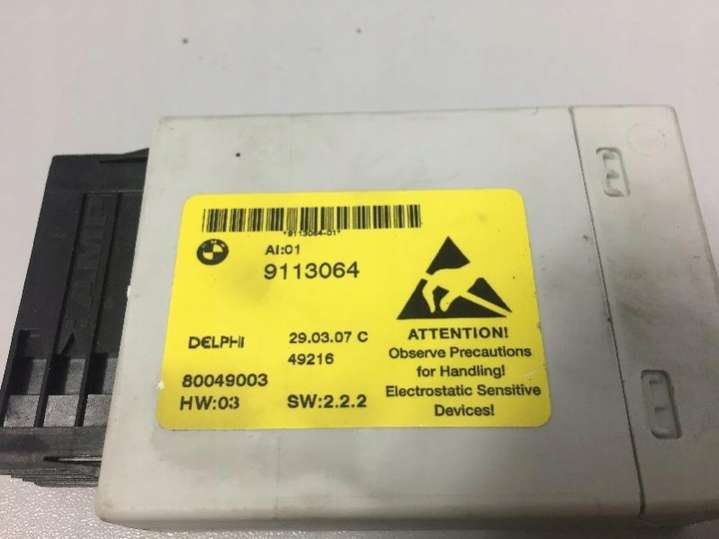 *9113064-01*
AI:01
9113064
DELPHI
29.03.07 C
49216
80049003
HW:03
SW:2.2.2
ATTENTION!
Observe Precautions
for Handling!
Electrostatic Sensitive
Devices!
AMP